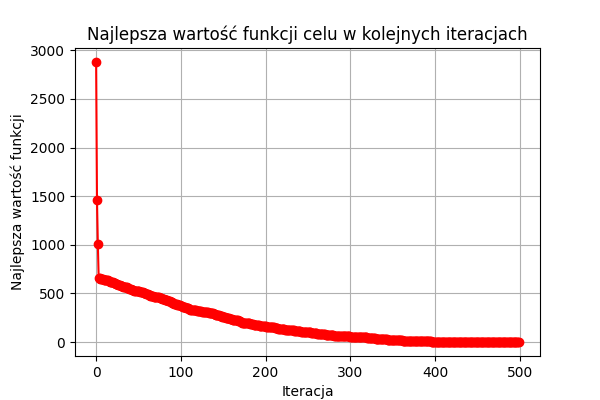 Najlepsza wartość funkcji celu w kolejnych iteracjach
3000
2500
2000
1500
1000
500
0
Najlepsza wartość funkcji
0 100 200 300 400 500
Iteracja